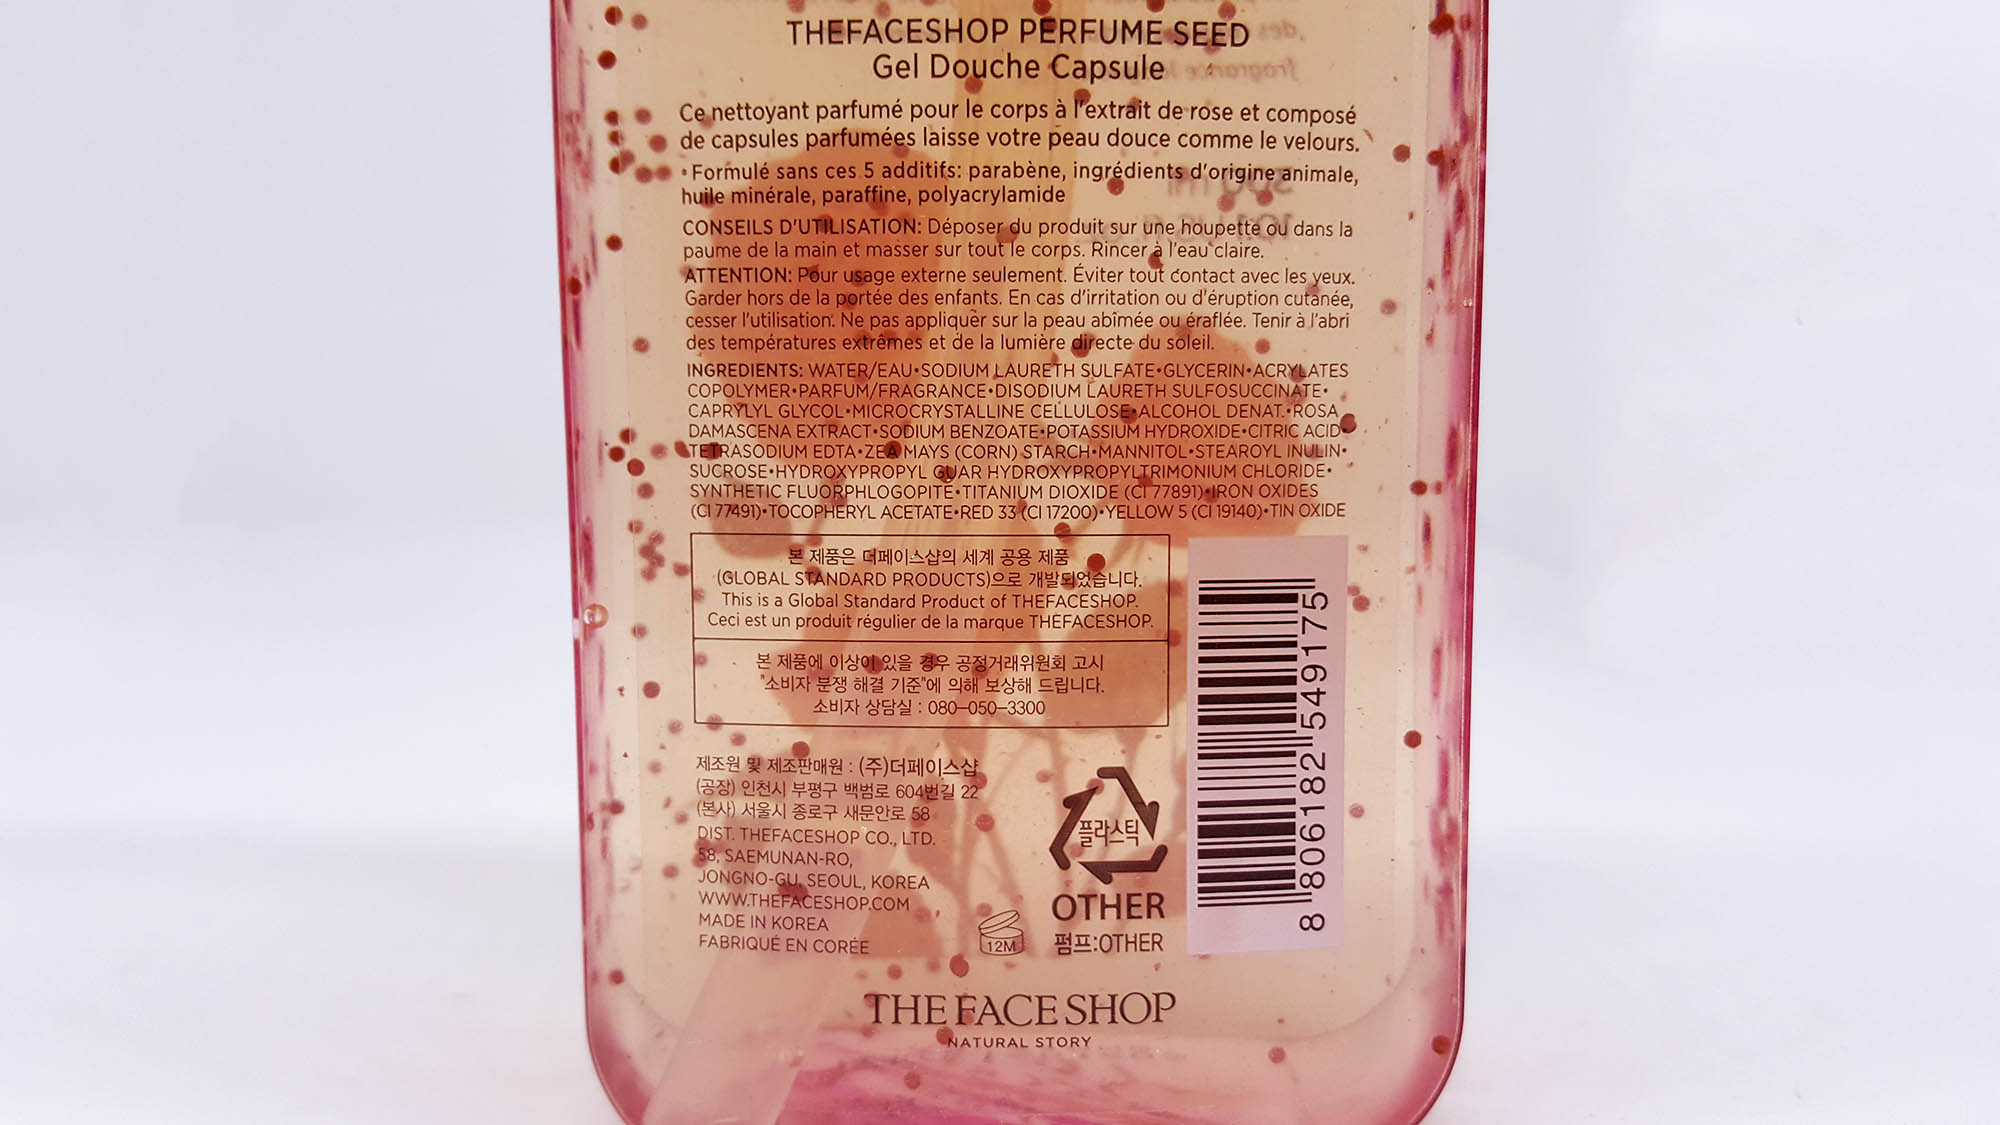 THEFACESHOP PERFUME SEED
Gel Douche Capsule
Ce nettoyant parfumé pour le corps à l'extrait de rose et composé
de capsules parfumées laisse votre peau douce comme le velours.
•Formulé sans ces 5 additifs: parabène, ingrédients d'origine animale,
huile minérale, paraffine, polyacrylamide
CONSEILS D'UTILISATION: Déposer du produit sur une houpette ou dans la
paume de la main et masser sur tout le corps. Rincer à l'eau claire.
ATTENTION: Pour usage externe seulement. Éviter tout contact avec les yeux.
Garder hors de la portée des enfants. En cas d'irritation ou d'éruption cutanée,
cesser l'utilisation. Ne pas appliquer sur la peau abîmée ou éraflée. Tenir à l'abri
des températures extrêmes et de la lumière directe du soleil.
INGREDIENTS: WATER/EAU•SODIUM LAURETH SULFATE•GLYCERIN•ACRYLATES
COPOLYMER•PARFUM/FRAGRANCE•DISODIUM LAURETH SULFOSUCCINATE•
CAPRYLYL GLYCOL•MICROCRYSTALLINE CELLULOSE•ALCOHOL DENAT.•ROSA
DAMASCENA EXTRACT•SODIUM BENZOATE•POTASSIUM HYDROXIDE•CITRIC ACID•
TETRASODIUM EDTA•ZEA MAYS (CORN) STARCH•MANNITOL•STEAROYL INULIN•
SUCROSE•HYDROXYPROPYL GUAR HYDROXYPROPYLTRIMONIUM CHLORIDE•
SYNTHETIC FLUORPHLOGOPITE•TITANIUM DIOXIDE (CI 77891)•IRON OXIDES
(CI 77491)•TOCOPHERYL ACETATE•RED 33 (CI 17200)•YELLOW 5 (CI 19140)•TIN OXIDE
본 제품은 더페이스샵의 세계 공용 제품
(GLOBAL STANDARD PRODUCTS)으로 개발되었습니다.
This is a Global Standard Product of THEFACESHOP.
Ceci est un produit régulier de la marque THEFACESHOP.
본 제품에 이상이 있을 경우 공정거래위원회 고시
"소비자 분쟁 해결 기준"에 의해 보상해 드립니다.
소비자 상담실 : 080-050-3300
제조원 및 제조판매원 : (주)더페이스샵
(공장) 인천시 부평구 백범로 604번길 22
(본사) 서울시 종로구 새문안로 58
DIST. THEFACESHOP CO., LTD.
58, SAEMUNAN-RO,
JONGNO-GU, SEOUL, KOREA
WWW.THEFACESHOP.COM
MADE IN KOREA
FABRIQUÉ EN CORÉE
12M
플라스틱
OTHER
펌프:OTHER
8 806182 549175
THE FACE SHOP
NATURAL STORY